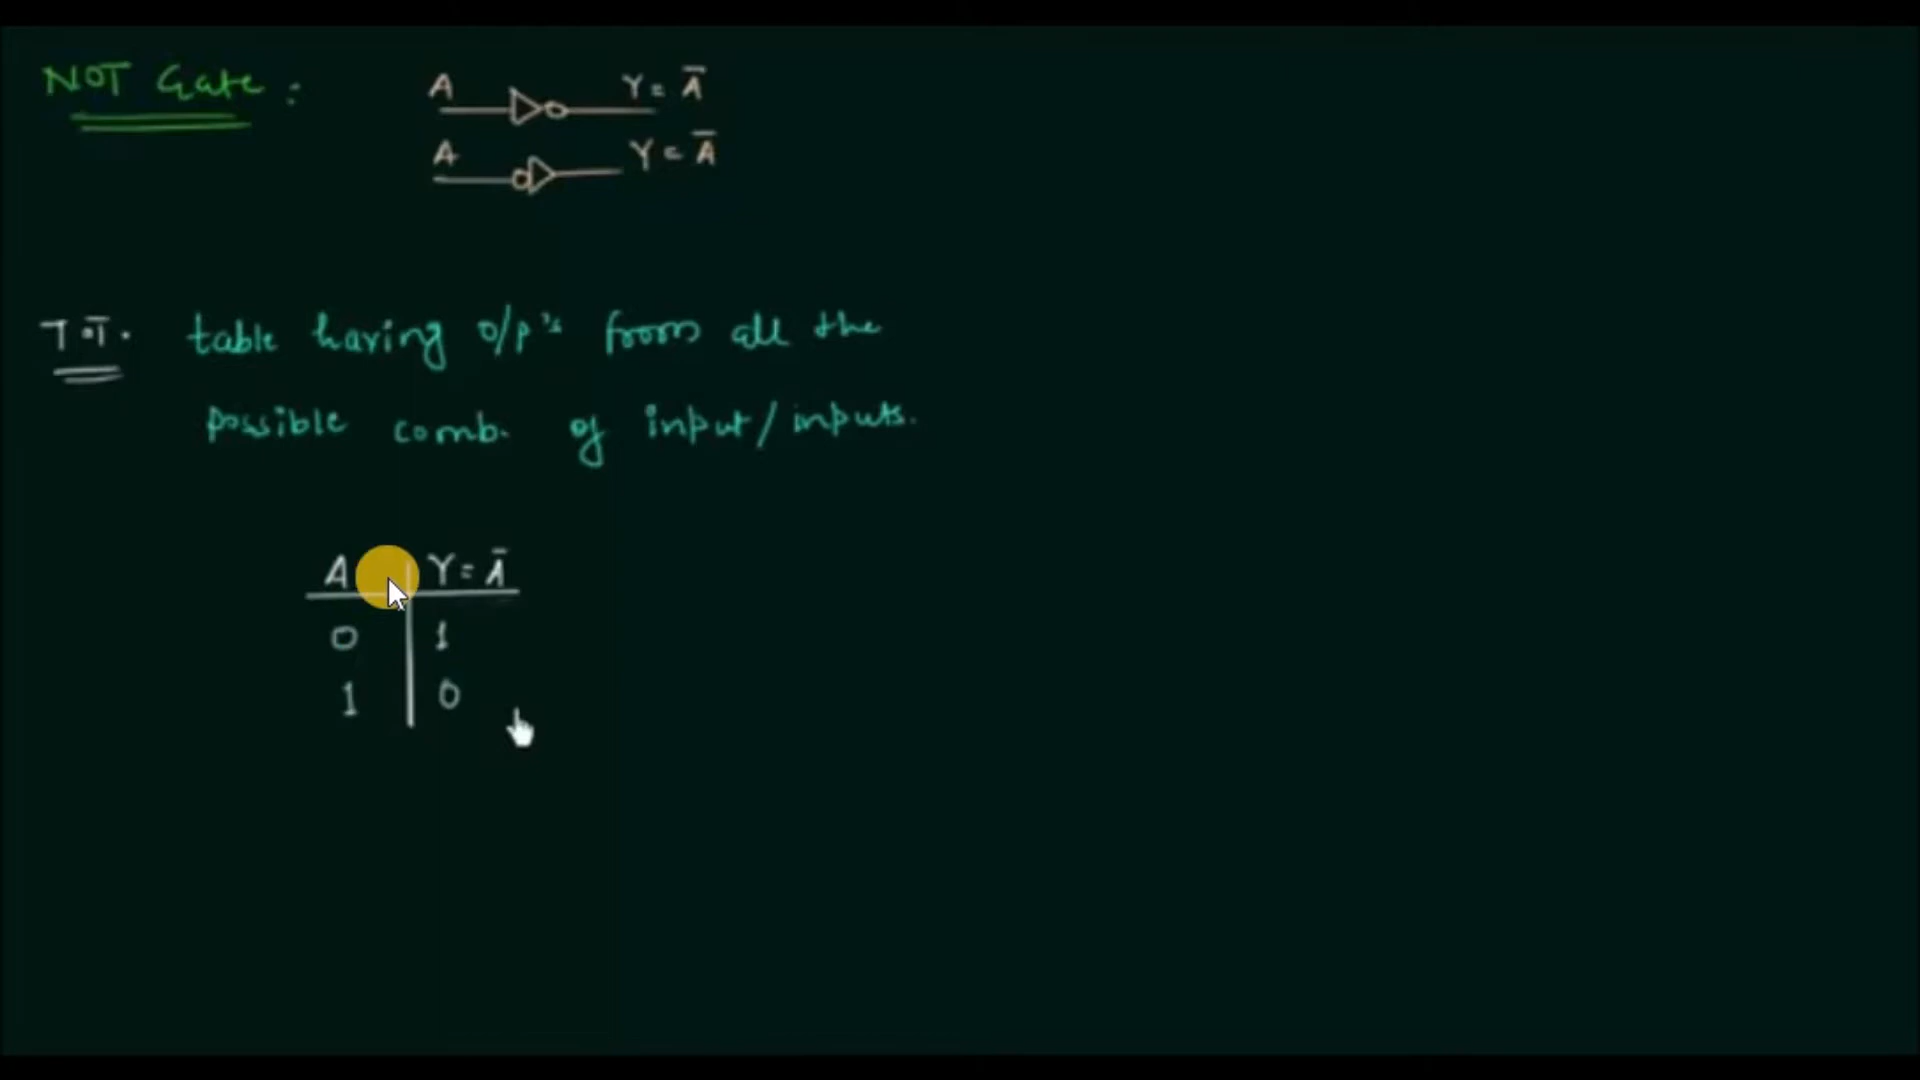 NOT Gate:
A Y = Ā
A Y = Ā
T.T. table having o/p's from all the
possible comb. of input/inputs.
A Y = Ā
0 1
1 0